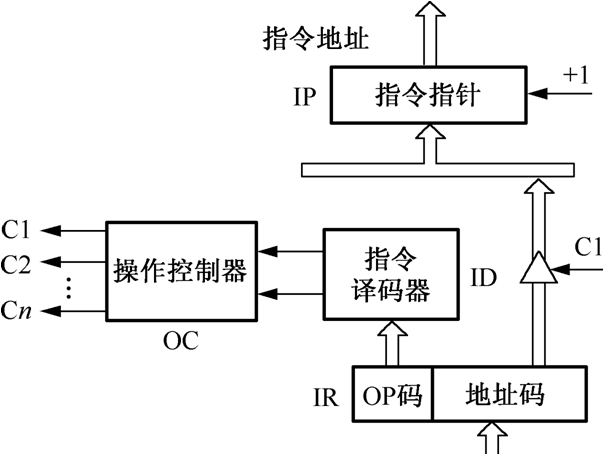 指令地址
IP
指令指针
+1
C1
C2
⋮
Cn
操作控制器
OC
指令
译码器
ID
C1
IR
OP码
地址码